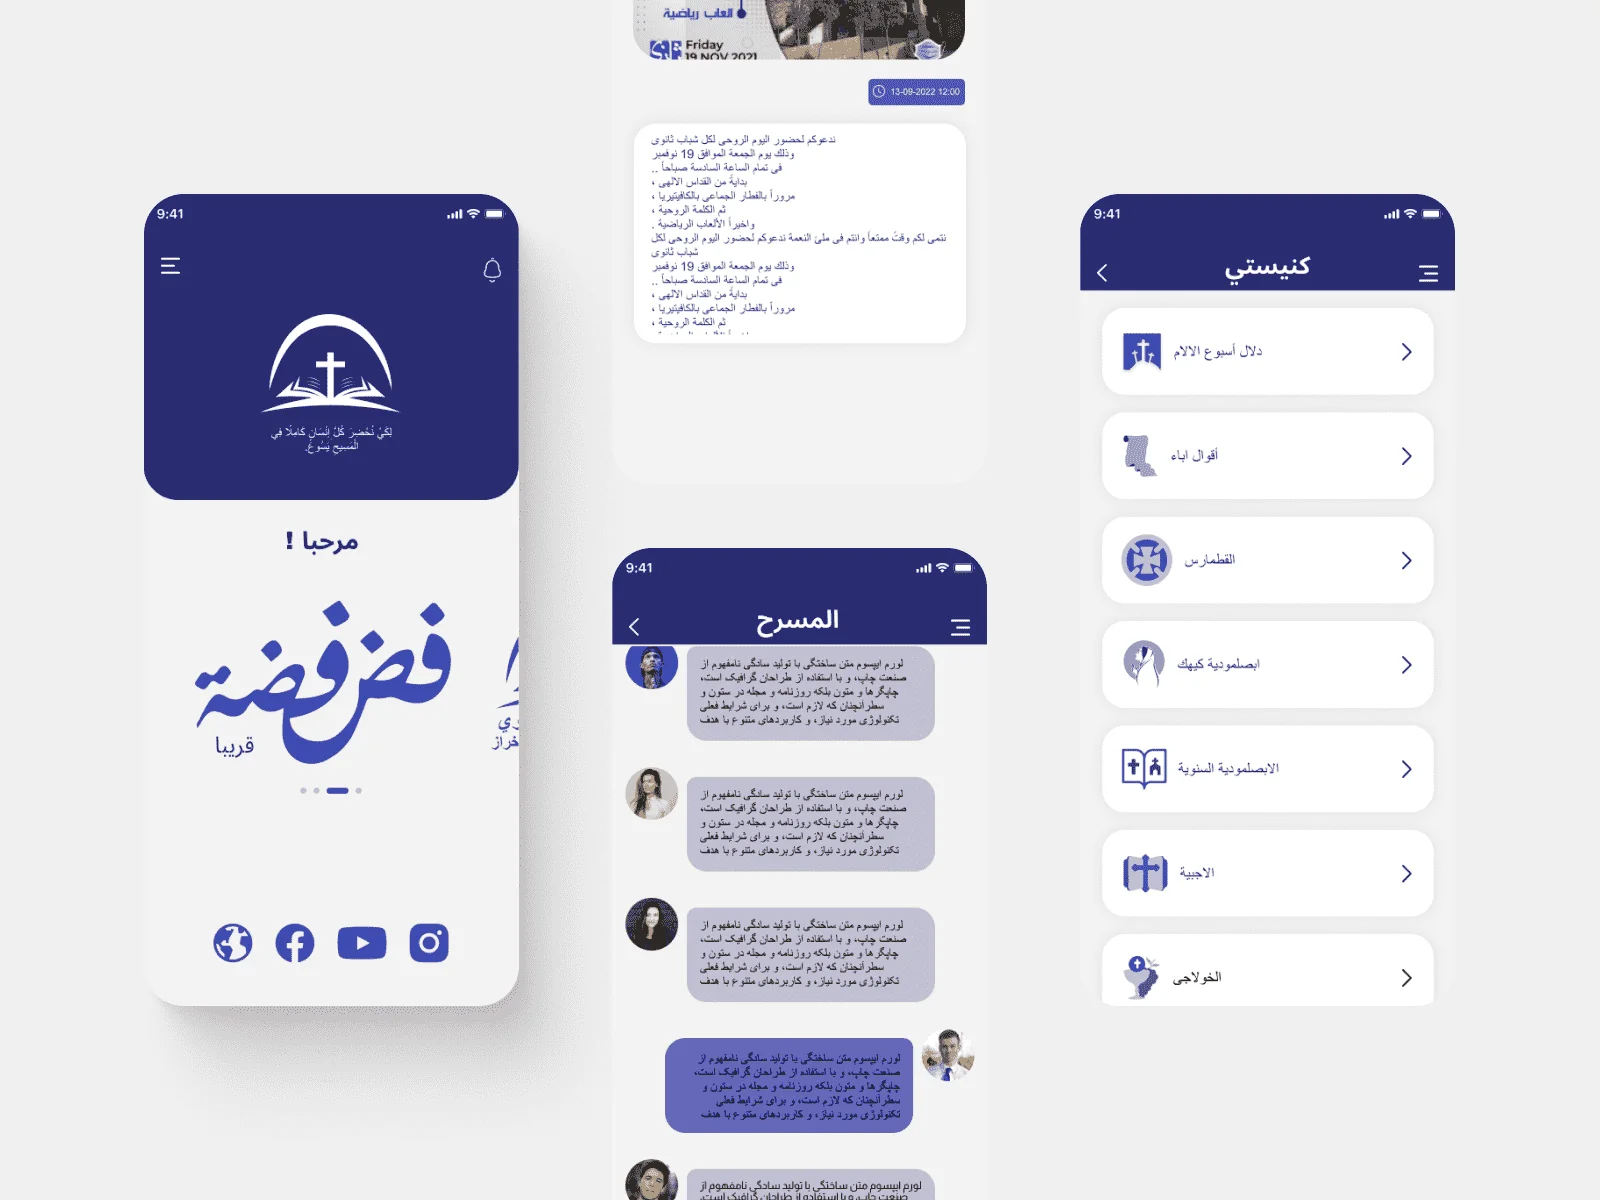 9:41
لِكَيْ نُحْضِرَ كُلَّ إِنْسَانٍ كَامِلًا فِي
الْمَسِيحِ يَسُوعَ.
مرحبا !
فضفضة
قريبا
العاب رياضية
Friday
19 NOV 2021
13-09-2022 12:00
ندعوكم لحضور اليوم الروحى لكل شباب ثانوى
وذلك يوم الجمعة الموافق 19 نوفمبر
فى تمام الساعة السادسة صباحاً ..
بدايةً من القداس الالهى ،
مروراً بالفطار الجماعى بالكافيتيريا ،
ثم الكلمة الروحية ،
واخيراً الألعاب الرياضية .
نتمى لكم وقتً ممتعاً وانتم فى ملئ النعمة ندعوكم لحضور اليوم الروحى لكل
شباب ثانوى
وذلك يوم الجمعة الموافق 19 نوفمبر
فى تمام الساعة السادسة صباحاً ..
بدايةً من القداس الالهى ،
مروراً بالفطار الجماعى بالكافيتيريا ،
ثم الكلمة الروحية ،
9:41
المسرح
لورم ایپسوم متن ساختگی با تولید سادگی نامفهوم از
صنعت چاپ، و با استفاده از طراحان گرافیک است،
چاپگرها و متون بلکه روزنامه و مجله در ستون و
سطرآنچنان که لازم است، و برای شرایط فعلی
تکنولوژی مورد نیاز، و کاربردهای متنوع با هدف
لورم ایپسوم متن ساختگی با تولید سادگی نامفهوم از
صنعت چاپ، و با استفاده از طراحان گرافیک است،
چاپگرها و متون بلکه روزنامه و مجله در ستون و
سطرآنچنان که لازم است، و برای شرایط فعلی
تکنولوژی مورد نیاز، و کاربردهای متنوع با هدف
لورم ایپسوم متن ساختگی با تولید سادگی نامفهوم از
صنعت چاپ، و با استفاده از طراحان گرافیک است،
چاپگرها و متون بلکه روزنامه و مجله در ستون و
سطرآنچنان که لازم است، و برای شرایط فعلی
تکنولوژی مورد نیاز، و کاربردهای متنوع با هدف
لورم ایپسوم متن ساختگی با تولید سادگی نامفهوم از
صنعت چاپ، و با استفاده از طراحان گرافیک است،
چاپگرها و متون بلکه روزنامه و مجله در ستون و
سطرآنچنان که لازم است، و برای شرایط فعلی
تکنولوژی مورد نیاز، و کاربردهای متنوع با هدف
لورم ایپسوم متن ساختگی با تولید سادگی نامفهوم از
صنعت چاپ، و با استفاده از طراحان گرافیک است،
9:41
كنيستي
دلال أسبوع الالام
أقوال اباء
القطمارس
ابصلمودية كيهك
الابصلمودية السنوية
الاجبية
الخولاجى